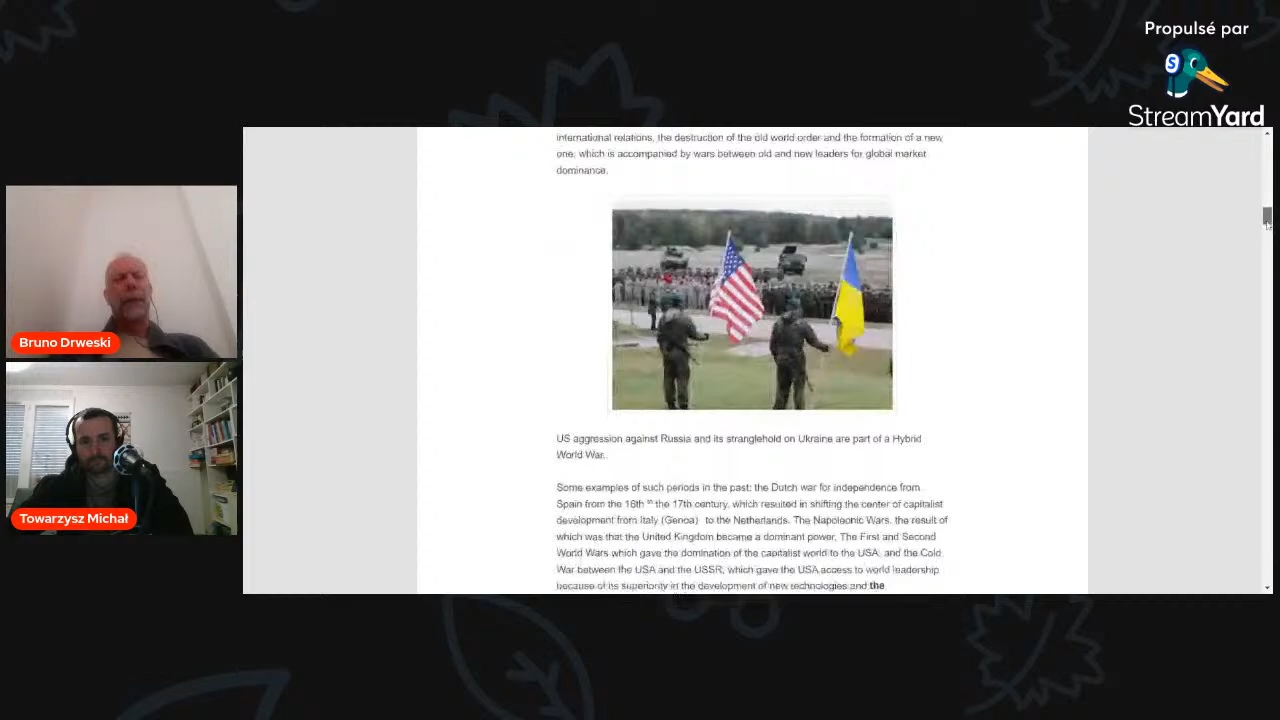 Propulsé par
S
StreamYard
international relations, the destruction of the old world order and the formation of a new
one, which is accompanied by wars between old and new leaders for global market
dominance.
Bruno Drweski
US aggression against Russia and its stranglehold on Ukraine are part of a Hybrid
World War.
Some examples of such periods in the past: the Dutch war for independence from
Spain from the 16th to the 17th century, which resulted in shifting the center of capitalist
development from Italy (Genoa) to the Netherlands. The Napoleonic Wars, the result of
which was that the United Kingdom became a dominant power, The First and Second
World Wars which gave the domination of the capitalist world to the USA; and the Cold
War between the USA and the USSR, which gave the USA access to world leadership
because of its superiority in the development of new technologies and the
Towarzysz Michał